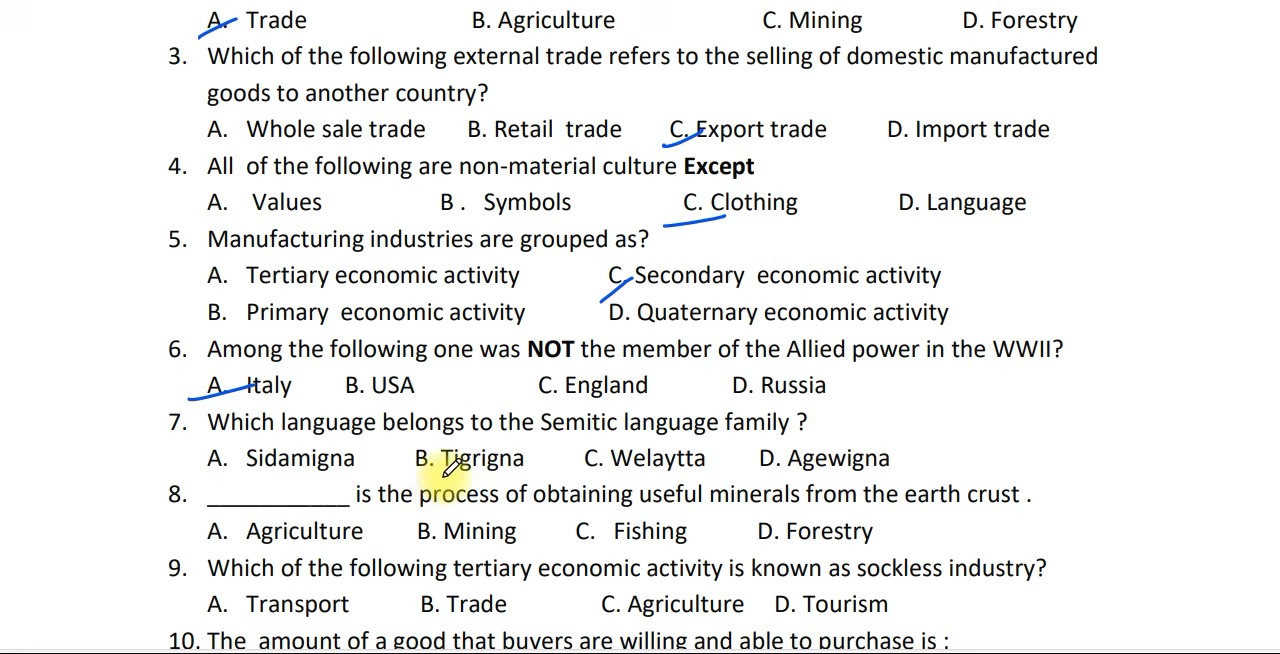 A. Trade B. Agriculture C. Mining D. Forestry
3. Which of the following external trade refers to the selling of domestic manufactured
goods to another country?
A. Whole sale trade B. Retail trade C. Export trade D. Import trade
4. All of the following are non-material culture Except
A. Values B . Symbols C. Clothing D. Language
5. Manufacturing industries are grouped as?
A. Tertiary economic activity C. Secondary economic activity
B. Primary economic activity D. Quaternary economic activity
6. Among the following one was NOT the member of the Allied power in the WWII?
A. Italy B. USA C. England D. Russia
7. Which language belongs to the Semitic language family ?
A. Sidamigna B. Tigrigna C. Welaytta D. Agewigna
8. ___________ is the process of obtaining useful minerals from the earth crust .
A. Agriculture B. Mining C. Fishing D. Forestry
9. Which of the following tertiary economic activity is known as sockless industry?
A. Transport B. Trade C. Agriculture D. Tourism
10. The amount of a good that buyers are willing and able to purchase is :